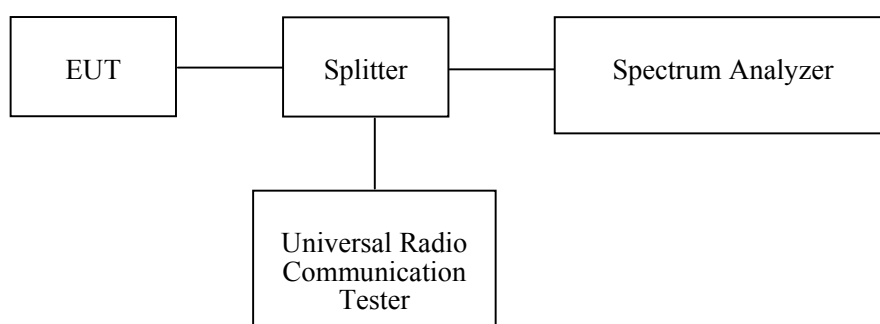 EUT
Splitter
Spectrum Analyzer
Universal Radio
Communication
Tester